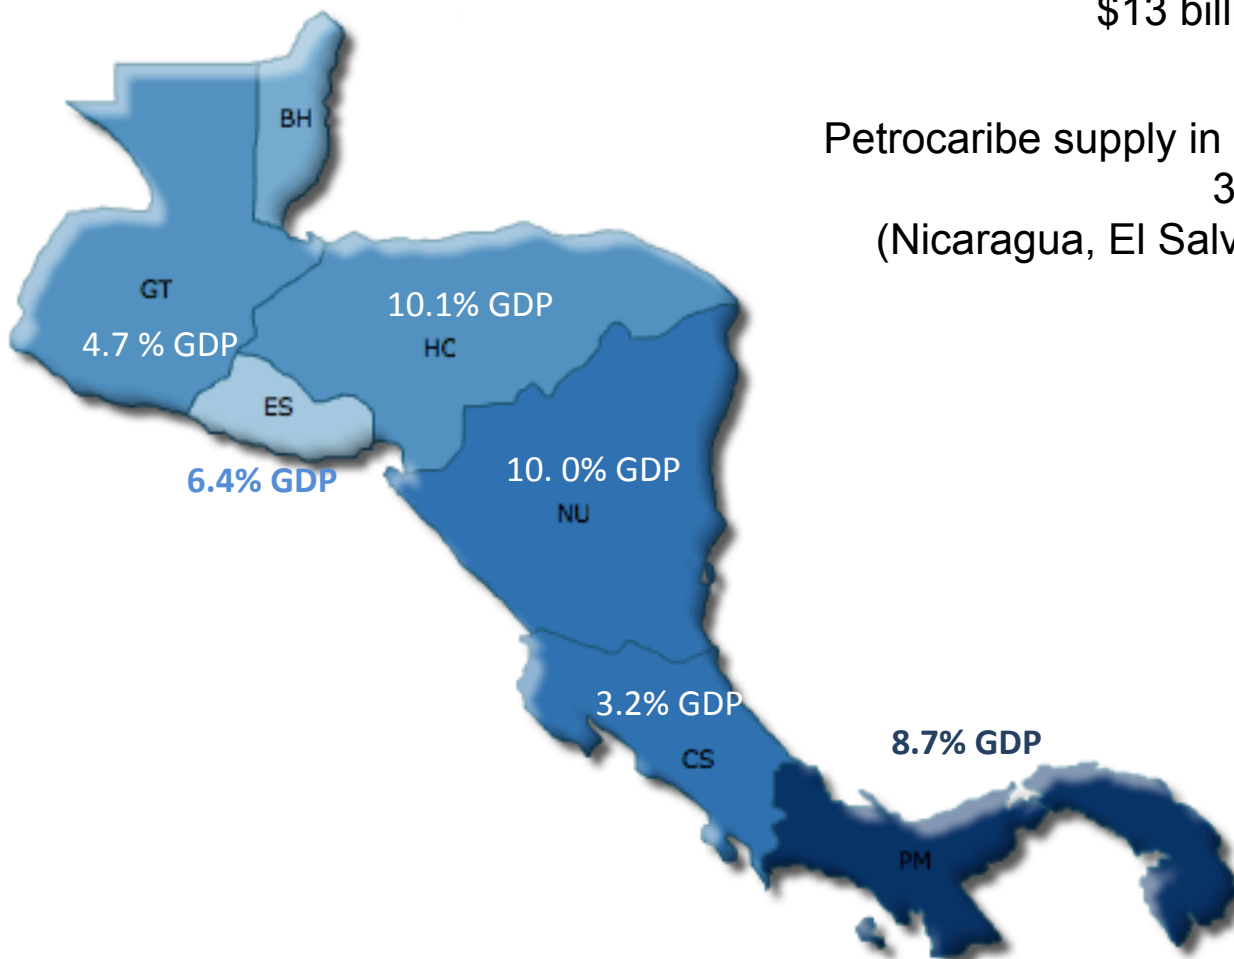 $13 bill
Petrocaribe supply in
3
(Nicaragua, El Salv
BH
GT
4.7 % GDP
10.1% GDP
HC
ES
6.4% GDP
10. 0% GDP
NU
3.2% GDP
CS
8.7% GDP
PM